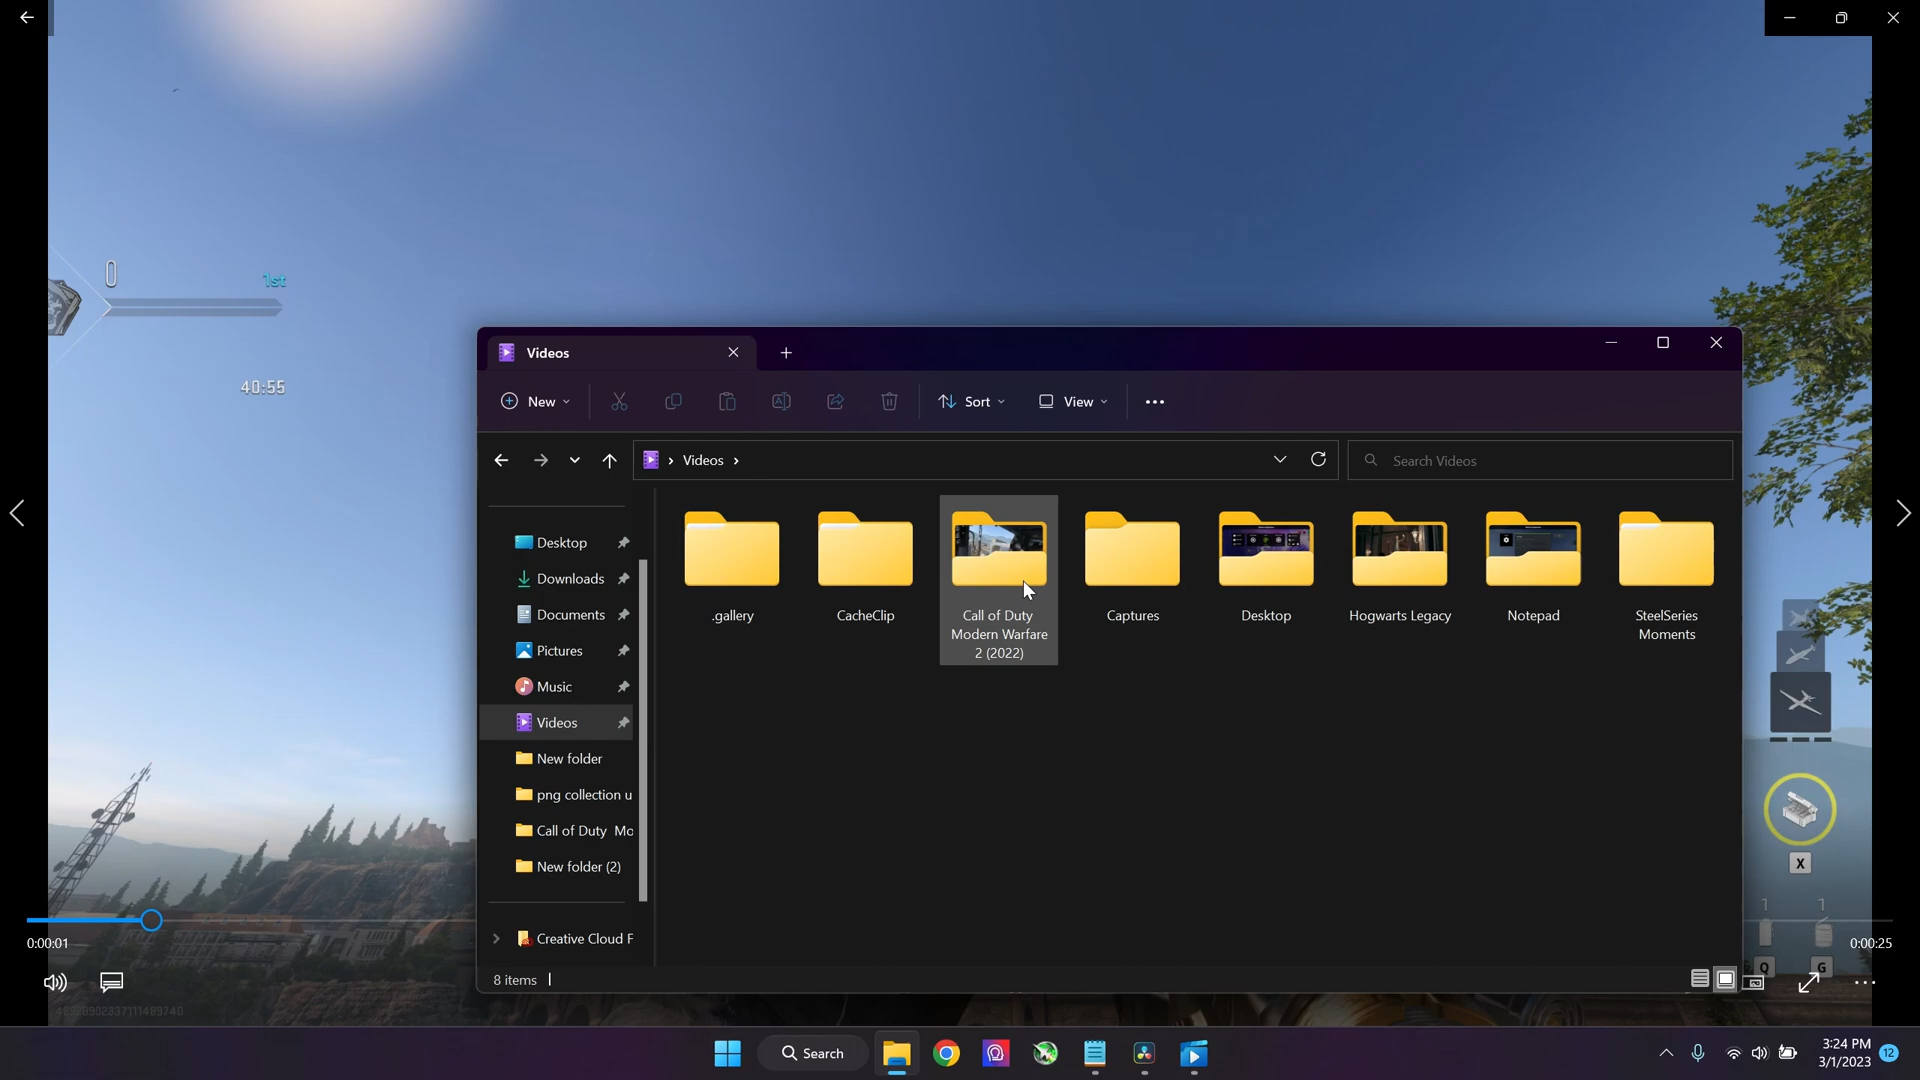 0
1st
40:55
Videos
New
Sort
View
Videos
Search Videos
Desktop
Downloads
Documents
Pictures
Music
Videos
New folder
png collection u
Call of Duty Mo
New folder (2)
Creative Cloud F
.gallery
CacheClip
Call of Duty
Modern Warfare
2 (2022)
Captures
Desktop
Hogwarts Legacy
Notepad
SteelSeries
Moments
8 items
X
1
1
Q
G
0:00:01
0:00:25
Search
3:24 PM
3/1/2023
12